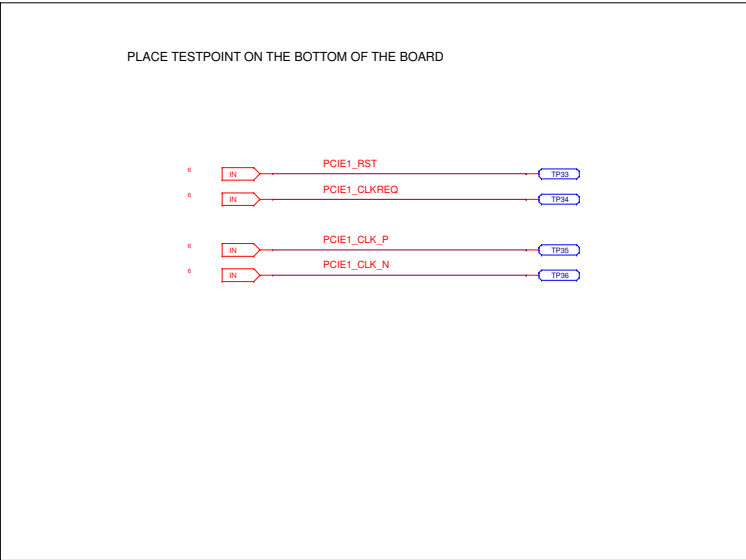 PLACE TESTPOINT ON THE BOTTOM OF THE BOARD
6 IN PCIE1_RST TP33
6 IN PCIE1_CLKREQ TP34
6 IN PCIE1_CLK_P TP35
6 IN PCIE1_CLK_N TP36